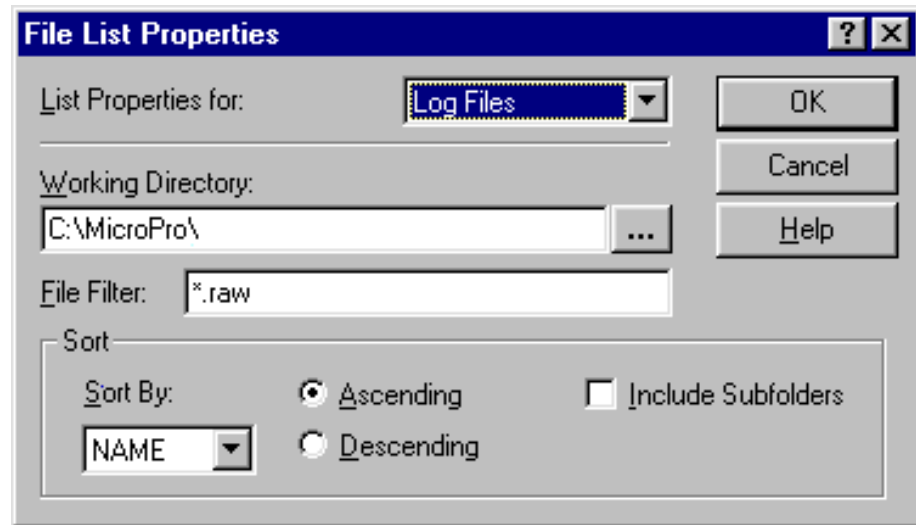 File List Properties
List Properties for: Log Files
OK
Cancel
Working Directory:
C:\MicroPro\ ...
Help
File Filter: *.raw
Sort
Sort By: Ascending Include Subfolders
NAME Descending